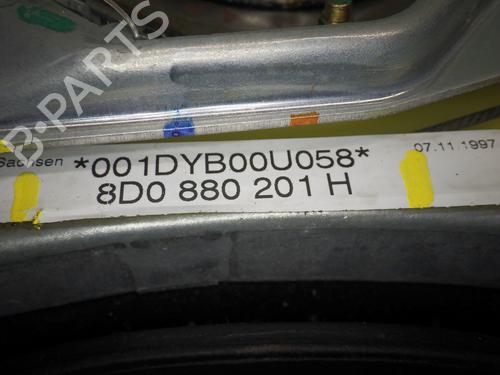 B-PARTS
Sachsen *001DYB00U058* 07.11 1997
8D0 880 201 H